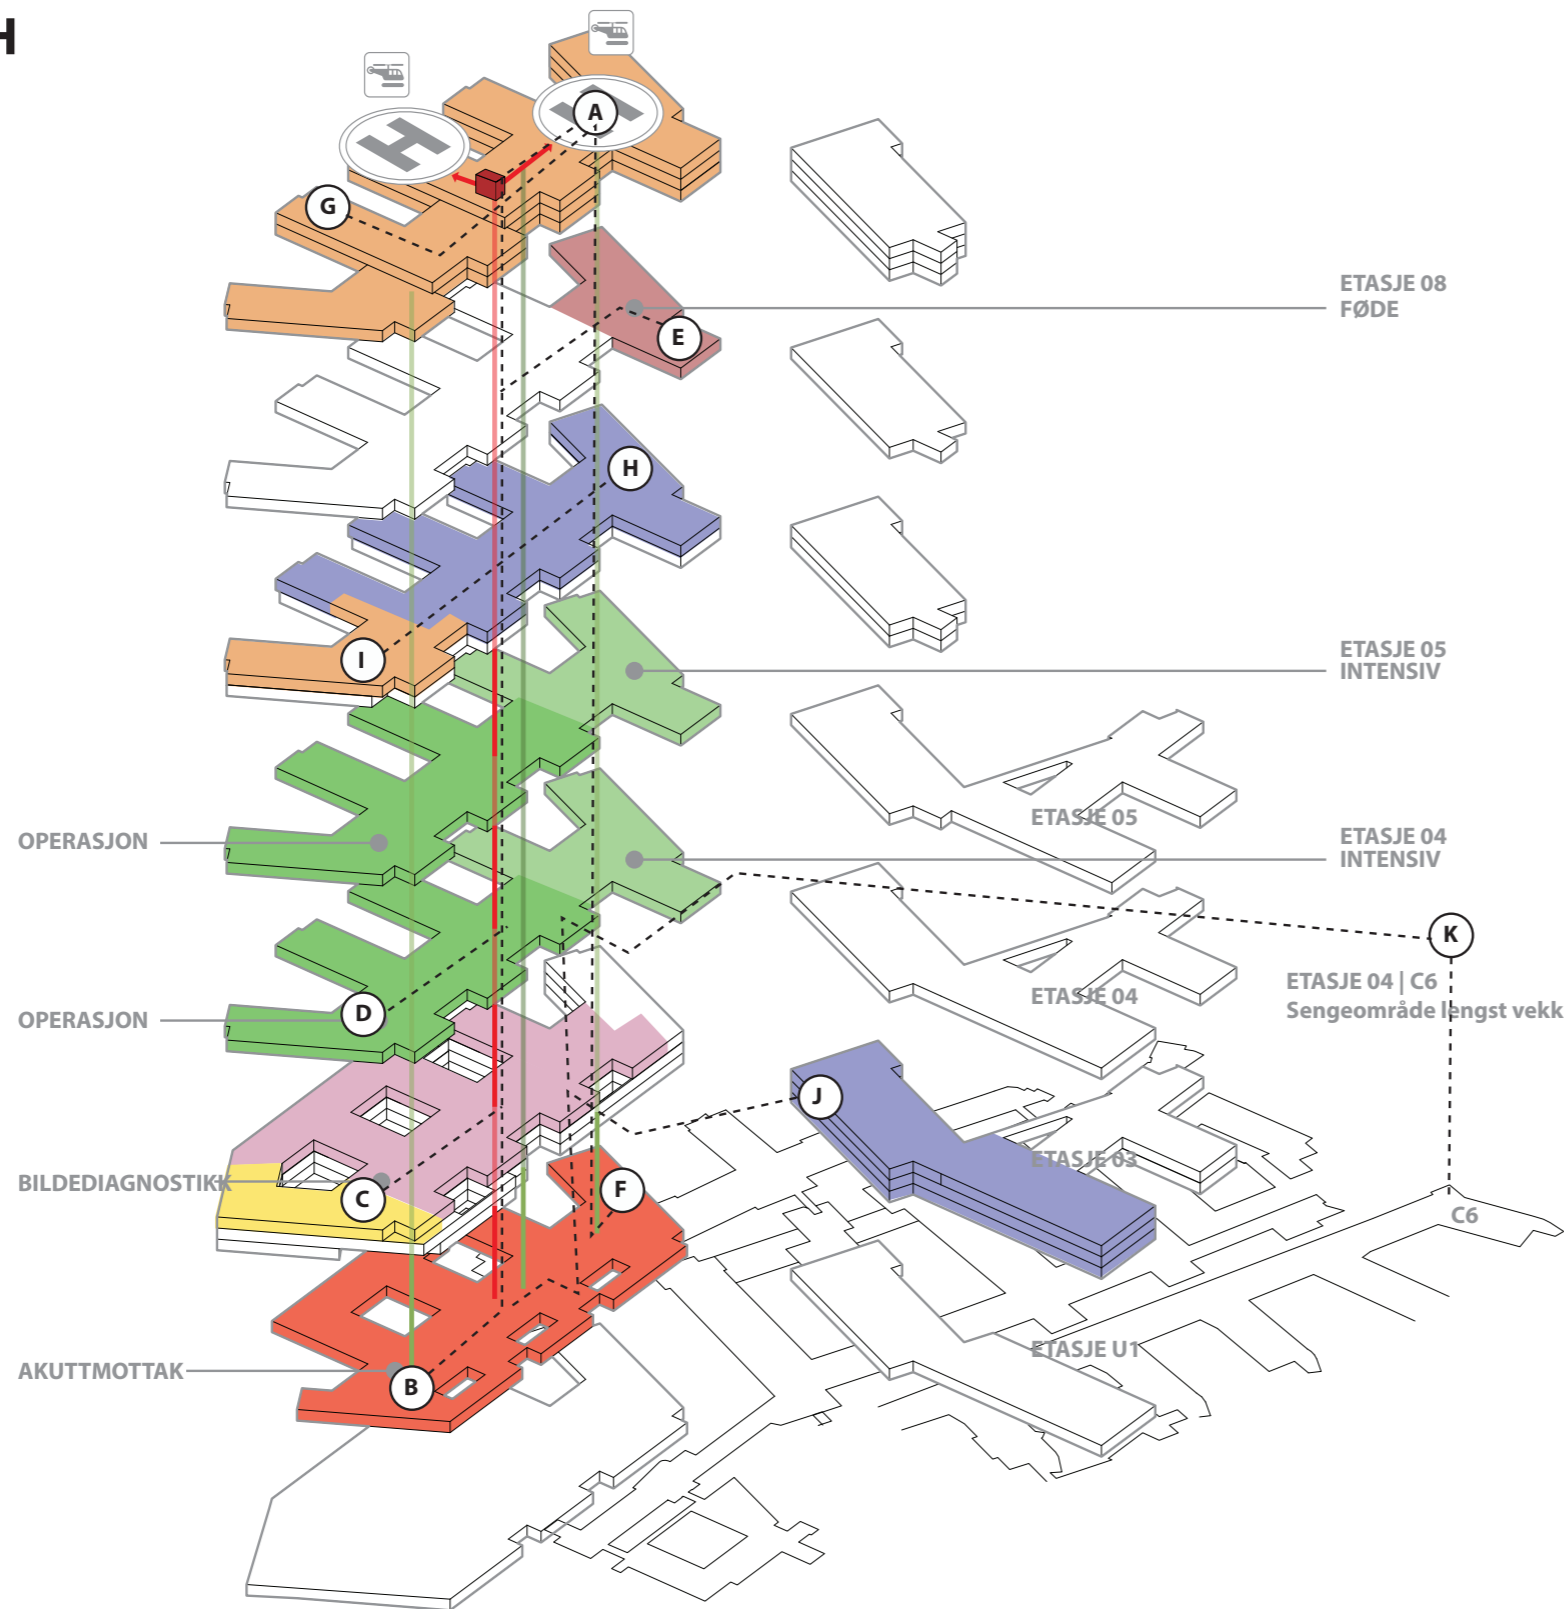 H
A
G
ETASJE 08
FØDE
E
H
I
ETASJE 05
INTENSIV
ETASJE 05
OPERASJON
ETASJE 04
INTENSIV
K
ETASJE 04 | C6
Sengeområde lengst vekk
ETASJE 04
D
OPERASJON
J
ETASJE 03
BILDEDIAGNOSTIKK
C
F
C6
ETASJE U1
AKUTTMOTTAK
B